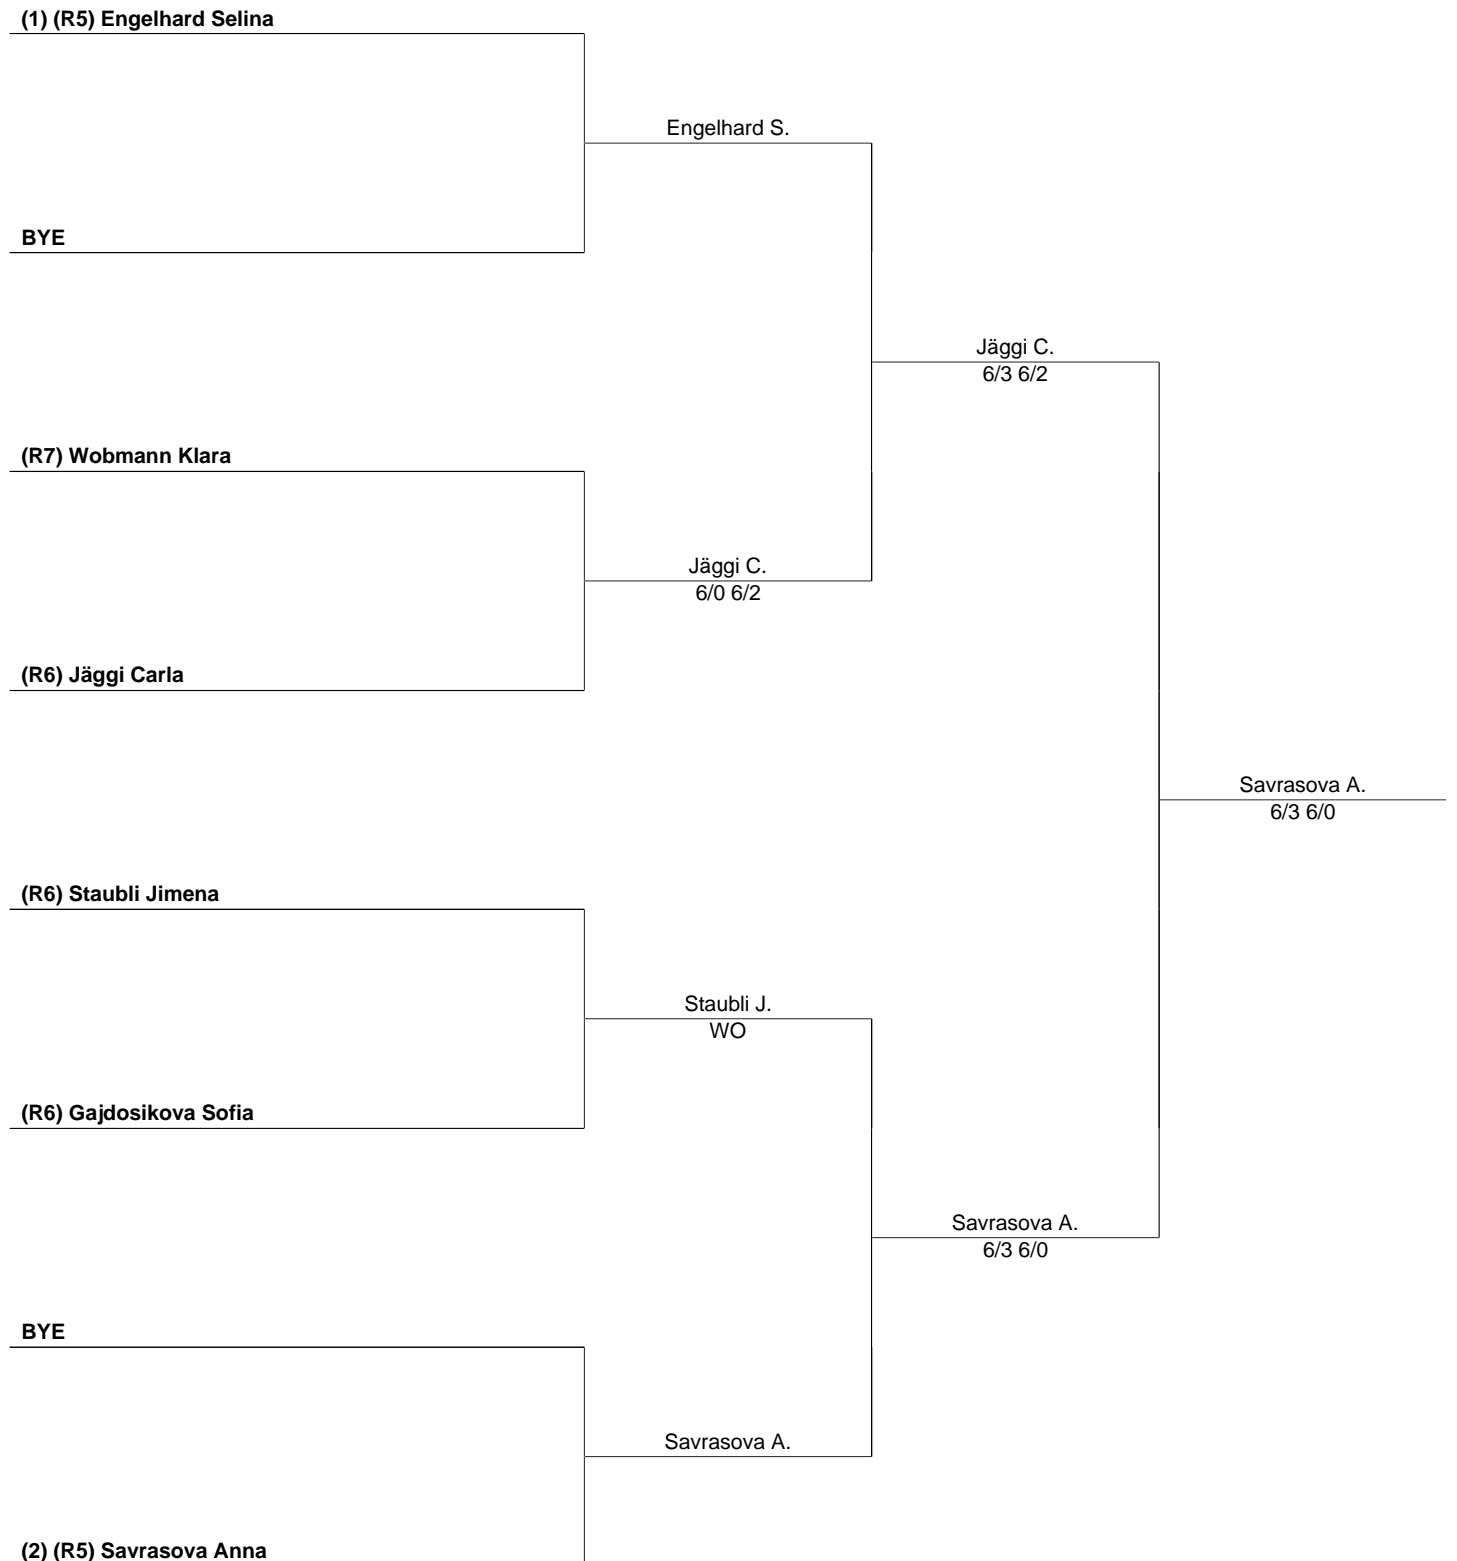 (1) (R5) Engelhard Selina
Engelhard S.
BYE
Jäggi C.
6/3 6/2
(R7) Wobmann Klara
Jäggi C.
6/0 6/2
(R6) Jäggi Carla
Savrasova A.
6/3 6/0
(R6) Staubli Jimena
Staubli J.
WO
(R6) Gajdosikova Sofia
Savrasova A.
6/3 6/0
BYE
Savrasova A.
(2) (R5) Savrasova Anna